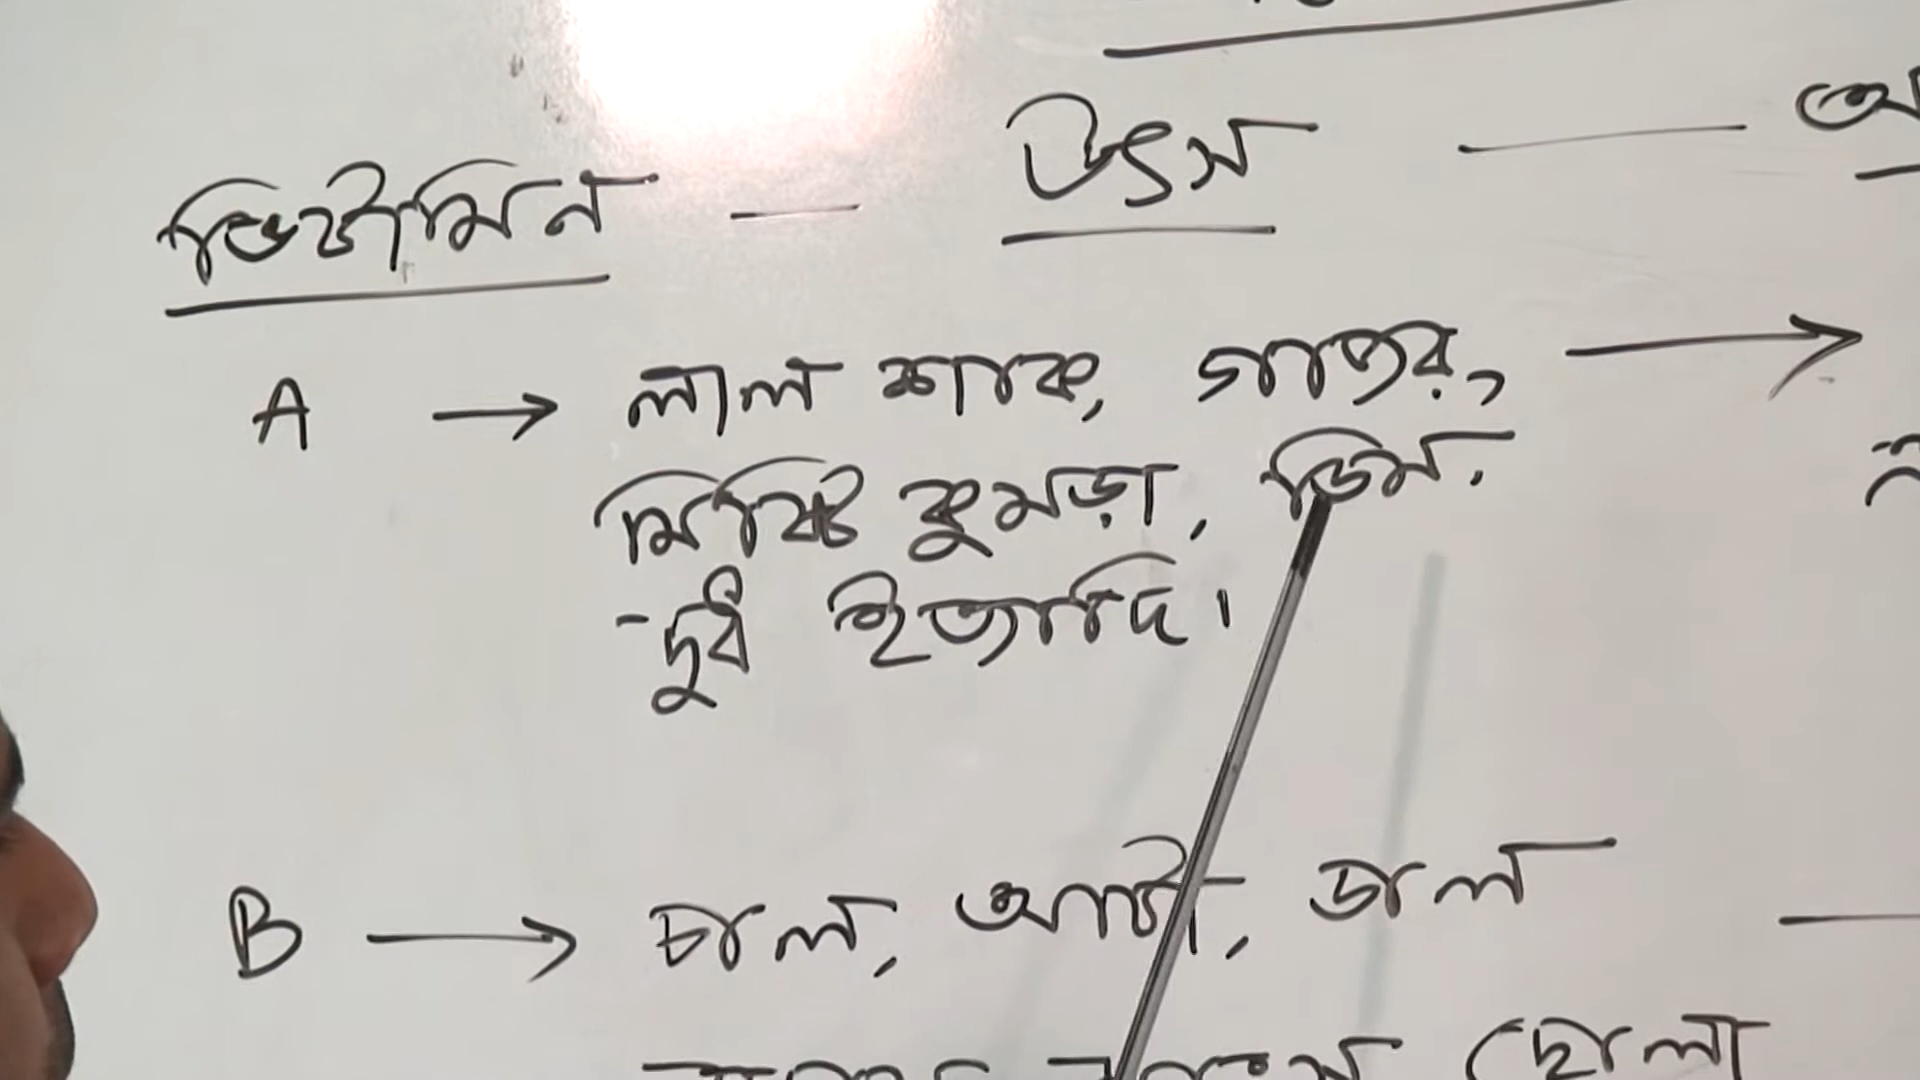 ভিটামিন — উৎস — অ
A → লাল শাক, গাজর, →
মিষ্টি কুমড়া, ডিম,
দুধ ইত্যাদি।
B → চাল, আটা, ডাল —
ছোলা